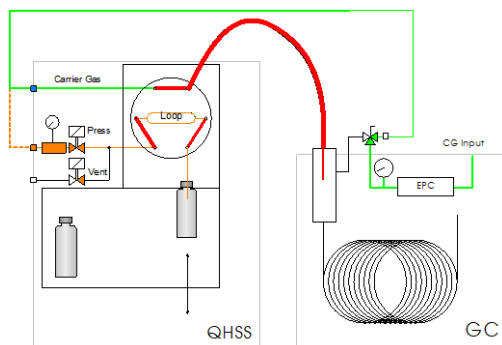 Carrier Gas
Loop
Press
Vent
CG Input
EPC
QHSS
GC